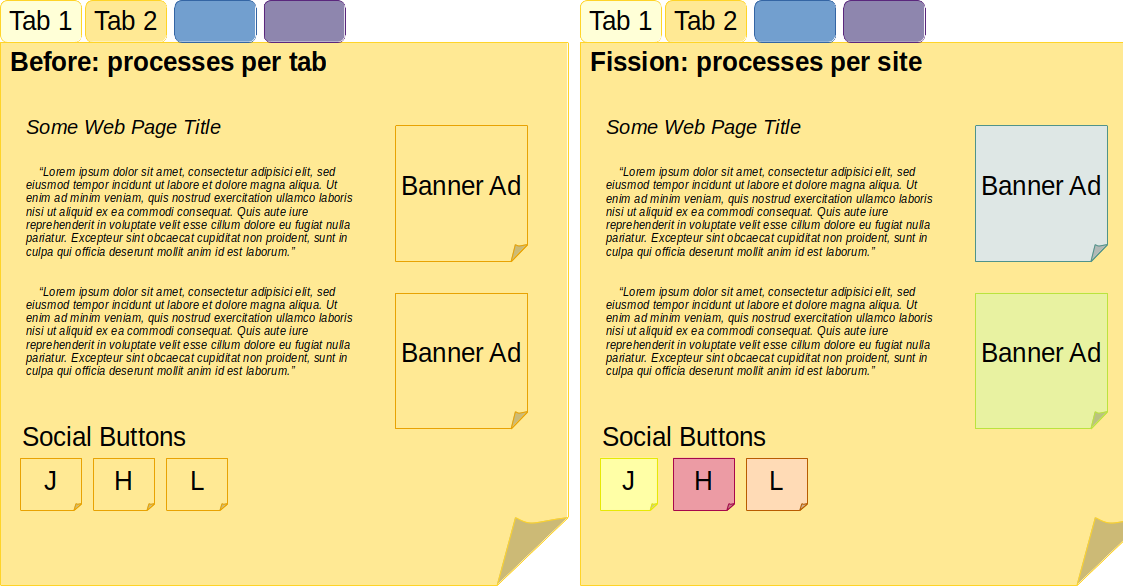 Tab 1
Tab 2
Before: processes per tab
Some Web Page Title
“Lorem ipsum dolor sit amet, consectetur adipisici elit, sed
eiusmod tempor incidunt ut labore et dolore magna aliqua. Ut
enim ad minim veniam, quis nostrud exercitation ullamco laboris
nisi ut aliquid ex ea commodi consequat. Quis aute iure
reprehenderit in voluptate velit esse cillum dolore eu fugiat nulla
pariatur. Excepteur sint obcaecat cupiditat non proident, sunt in
culpa qui officia deserunt mollit anim id est laborum.”
Banner Ad
“Lorem ipsum dolor sit amet, consectetur adipisici elit, sed
eiusmod tempor incidunt ut labore et dolore magna aliqua. Ut
enim ad minim veniam, quis nostrud exercitation ullamco laboris
nisi ut aliquid ex ea commodi consequat. Quis aute iure
reprehenderit in voluptate velit esse cillum dolore eu fugiat nulla
pariatur. Excepteur sint obcaecat cupiditat non proident, sunt in
culpa qui officia deserunt mollit anim id est laborum.”
Banner Ad
Social Buttons
J
H
L
Tab 1
Tab 2
Fission: processes per site
Some Web Page Title
“Lorem ipsum dolor sit amet, consectetur adipisici elit, sed
eiusmod tempor incidunt ut labore et dolore magna aliqua. Ut
enim ad minim veniam, quis nostrud exercitation ullamco laboris
nisi ut aliquid ex ea commodi consequat. Quis aute iure
reprehenderit in voluptate velit esse cillum dolore eu fugiat nulla
pariatur. Excepteur sint obcaecat cupiditat non proident, sunt in
culpa qui officia deserunt mollit anim id est laborum.”
Banner Ad
“Lorem ipsum dolor sit amet, consectetur adipisici elit, sed
eiusmod tempor incidunt ut labore et dolore magna aliqua. Ut
enim ad minim veniam, quis nostrud exercitation ullamco laboris
nisi ut aliquid ex ea commodi consequat. Quis aute iure
reprehenderit in voluptate velit esse cillum dolore eu fugiat nulla
pariatur. Excepteur sint obcaecat cupiditat non proident, sunt in
culpa qui officia deserunt mollit anim id est laborum.”
Banner Ad
Social Buttons
J
H
L